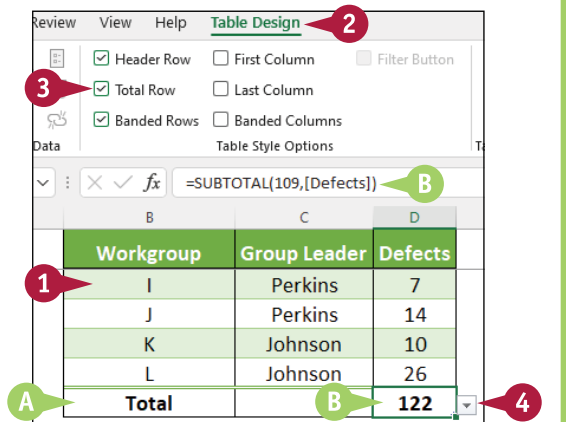 Review View Help Table Design 2
Header Row First Column Filter Button
3 Total Row Last Column
Banded Rows Banded Columns
Data Table Style Options Ta
fx =SUBTOTAL(109,[Defects]) B
B C D
Workgroup Group Leader Defects
1 I Perkins 7
J Perkins 14
K Johnson 10
L Johnson 26
A Total B 122 4